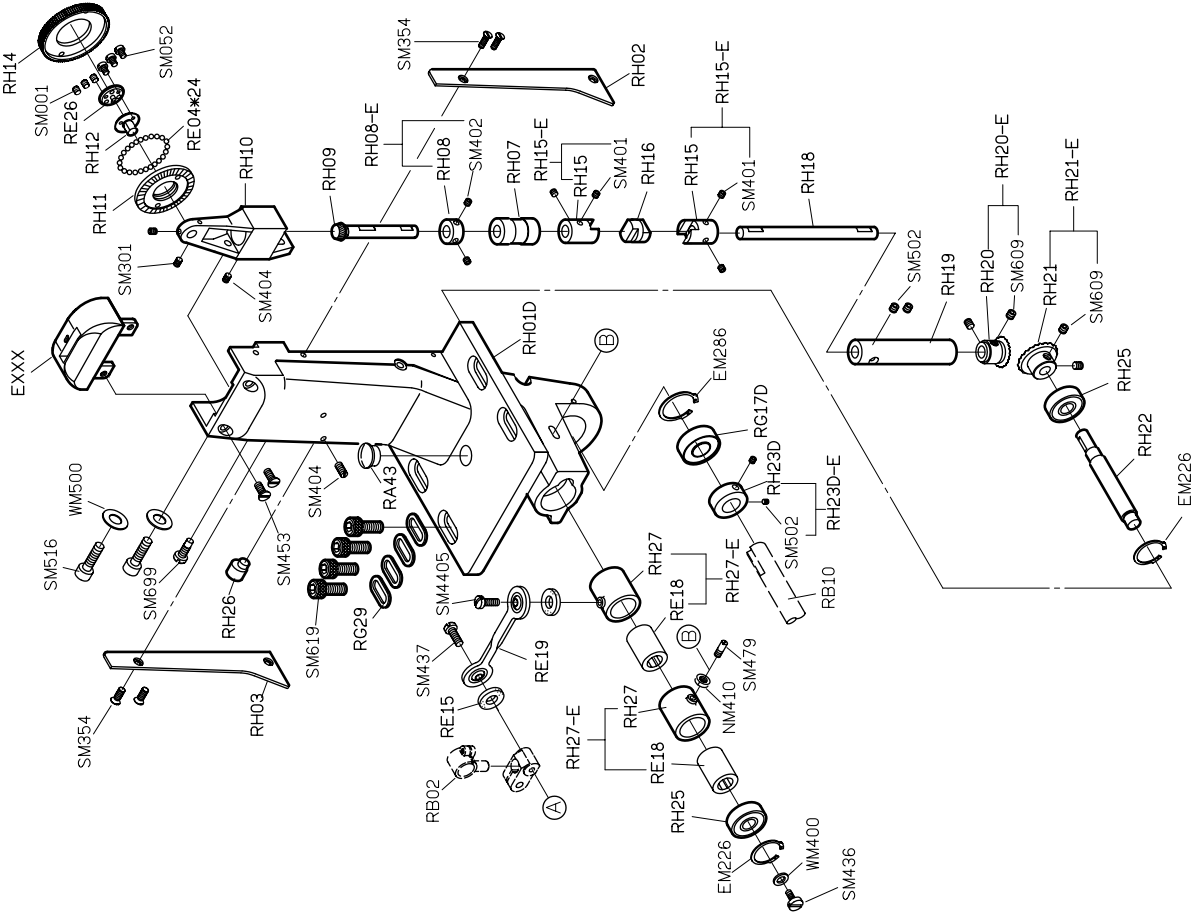 RH14
SM052
SM001
RE26
RH12
RE04*24
RH11
RH10
SM301
SM404
SM354
RH02
RH08-E
RH09
RH08
SM402
RH07
RH15-E
RH15
SM401
RH16
RH15-E
RH15
SM401
RH18
SM502
RH19
RH20-E
RH20
SM609
RH21-E
RH21
SM609
RH25
RH22
EM226
EXXX
RH01D
B
EM286
RG17D
RH23D
RH23D-E
SM502
RB10
WM500
SM516
SM699
RH26
SM453
SM404
RA43
SM619
RG29
SM4405
SM437
RE19
RE15
RH27
RH27-E
RE18
B
SM479
NM410
RH27
RH27-E
RE18
RB02
A
RH25
EM226
WM400
SM436
RH03
SM354